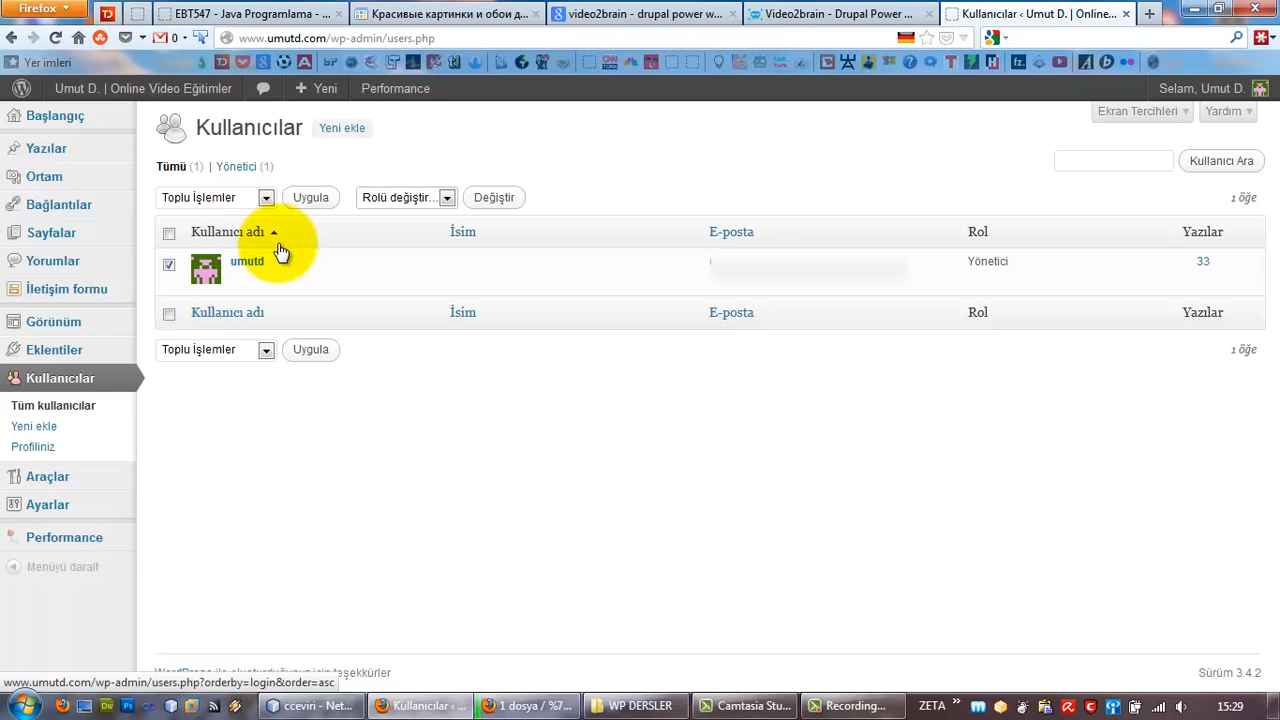 Firefox
EBT547 - Java Programlama - ...
Красивые картинки и обои д...
video2brain - drupal power w...
Video2brain - Drupal Power ...
Kullanıcılar ‹ Umut D. | Online...
0
www.umutd.com/wp-admin/users.php
Yer imleri
Umut D. | Online Video Eğitimler
Yeni
Performance
Selam, Umut D.
Başlangıç
Yazılar
Ortam
Bağlantılar
Sayfalar
Yorumlar
İletişim formu
Görünüm
Eklentiler
Kullanıcılar
Tüm kullanıcılar
Yeni ekle
Profiliniz
Araçlar
Ayarlar
Performance
Menüyü daralt
Kullanıcılar Yeni ekle
Ekran Tercihleri
Yardım
Tümü (1) | Yönetici (1)
Kullanıcı Ara
Toplu İşlemler Uygula Rolü değiştir... Değiştir 1 öğe
Kullanıcı adı İsim E-posta Rol Yazılar
umutd Yönetici 33
Kullanıcı adı İsim E-posta Rol Yazılar
Toplu İşlemler Uygula 1 öğe
teşekkürler
Sürüm 3.4.2
www.umutd.com/wp-admin/users.php?orderby=login&order=asc
cceviri - Net...
Kullanıcılar ‹ ...
1 dosya / %7...
WP DERSLER
Camtasia Stu...
Recording...
ZETA
15:29